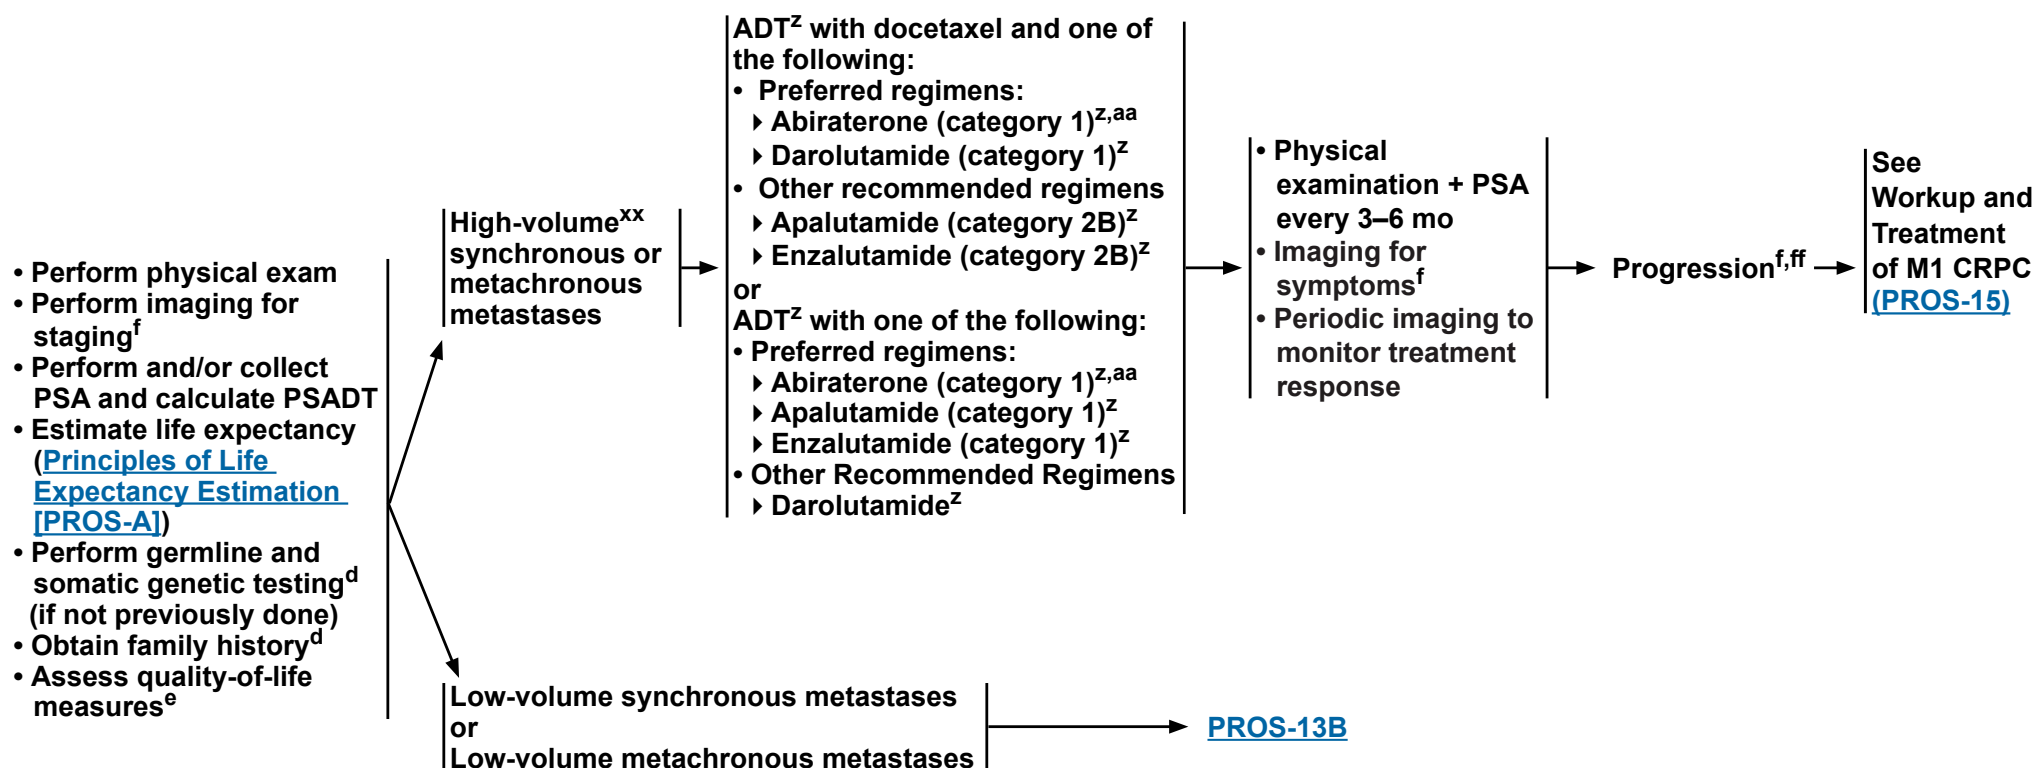 • Perform physical exam
• Perform imaging for
staging^f
• Perform and/or collect
PSA and calculate PSADT
• Estimate life expectancy
(Principles of Life
Expectancy Estimation
[PROS-A])
• Perform germline and
somatic genetic testing^d
(if not previously done)
• Obtain family history^d
• Assess quality-of-life
measures^e
High-volume^xx
synchronous or
metachronous
metastases
ADT^z with docetaxel and one of
the following:
• Preferred regimens:
▸ Abiraterone (category 1)^z,aa
▸ Darolutamide (category 1)^z
• Other recommended regimens
▸ Apalutamide (category 2B)^z
▸ Enzalutamide (category 2B)^z
or
ADT^z with one of the following:
• Preferred regimens:
▸ Abiraterone (category 1)^z,aa
▸ Apalutamide (category 1)^z
▸ Enzalutamide (category 1)^z
• Other Recommended Regimens
▸ Darolutamide^z
• Physical
examination + PSA
every 3–6 mo
• Imaging for
symptoms^f
• Periodic imaging to
monitor treatment
response
Progression^f,ff
See
Workup and
Treatment
of M1 CRPC
(PROS-15)
Low-volume synchronous metastases
or
Low-volume metachronous metastases
PROS-13B